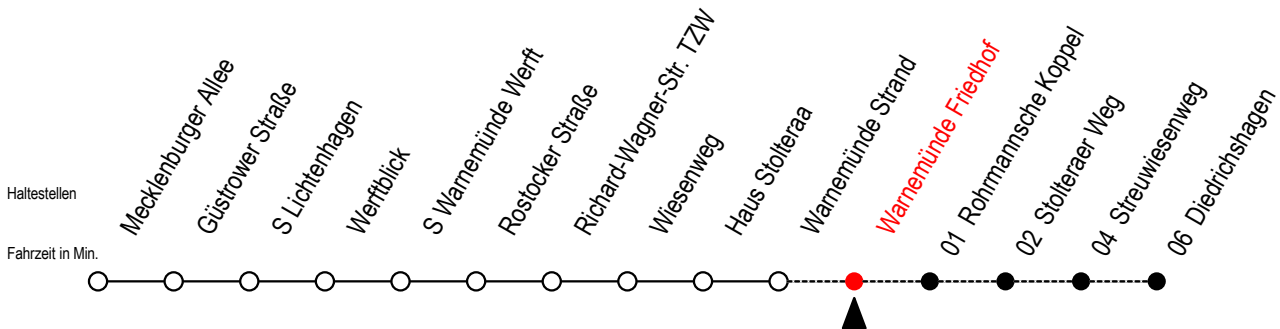 Haltestellen
Fahrzeit in Min.
Mecklenburger Allee
Güstrower Straße
S Lichtenhagen
Werftblick
S Warnemünde Werft
Rostocker Straße
Richard-Wagner-Str. TZW
Wiesenweg
Haus Stolteraa
Warnemünde Strand
Warnemünde Friedhof
01 Rohrmannsche Koppel
02 Stolteraer Weg
04 Streuwiesenweg
06 Diedrichshagen